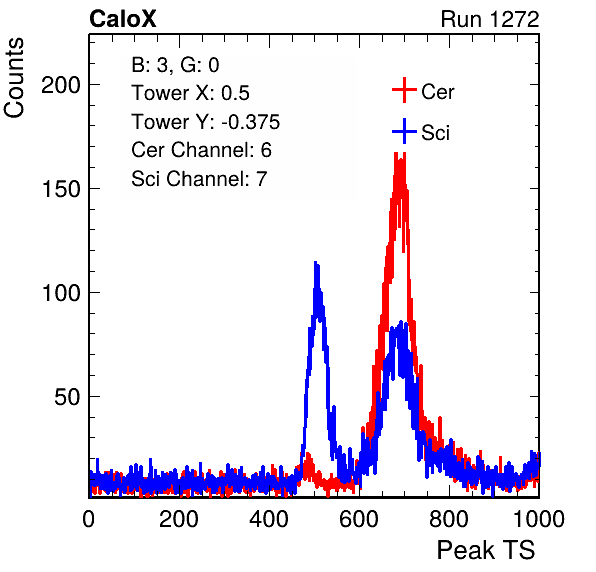 CaloX Run 1272
Counts
B: 3, G: 0
Tower X: 0.5
Tower Y: -0.375
Cer Channel: 6
Sci Channel: 7
Cer
Sci
200
150
100
50
0 200 400 600 800 1000
Peak TS